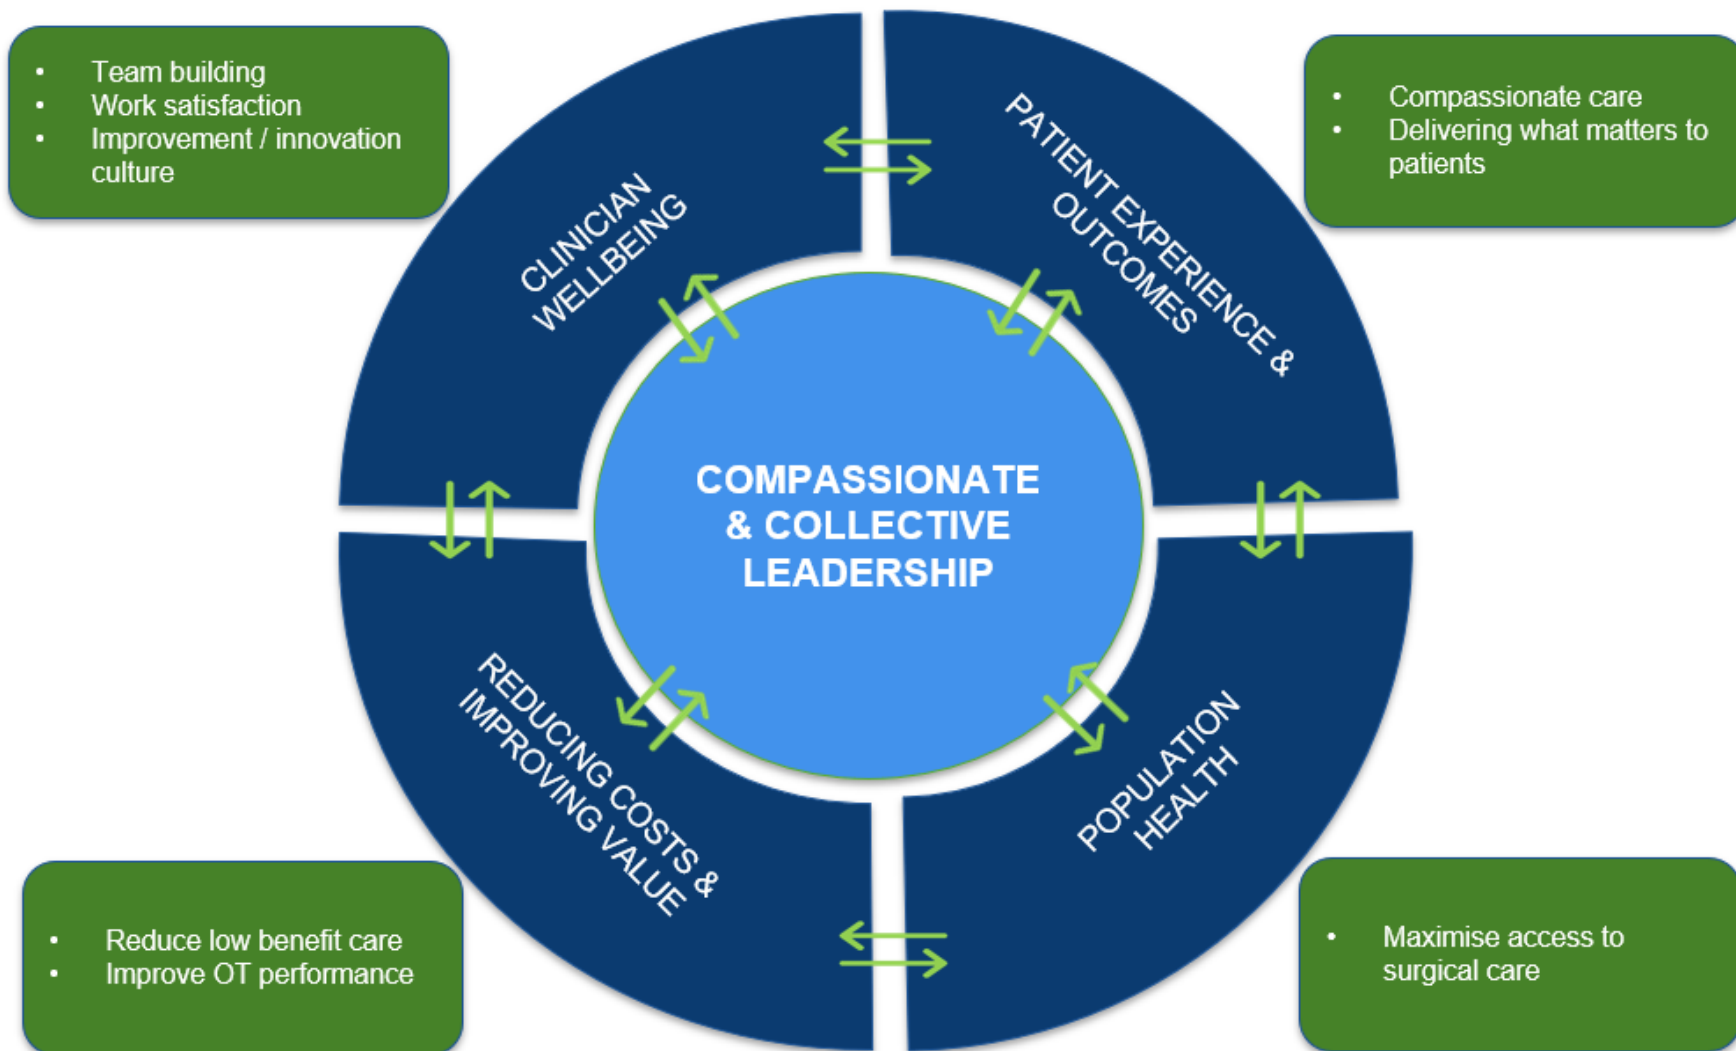 • Team building
• Work satisfaction
• Improvement / innovation
culture
• Compassionate care
• Delivering what matters to
patients
CLINICIAN
WELLBEING
PATIENT EXPERIENCE &
OUTCOMES
COMPASSIONATE
& COLLECTIVE
LEADERSHIP
REDUCING COSTS &
IMPROVING VALUE
POPULATION
HEALTH
• Reduce low benefit care
• Improve OT performance
• Maximise access to
surgical care